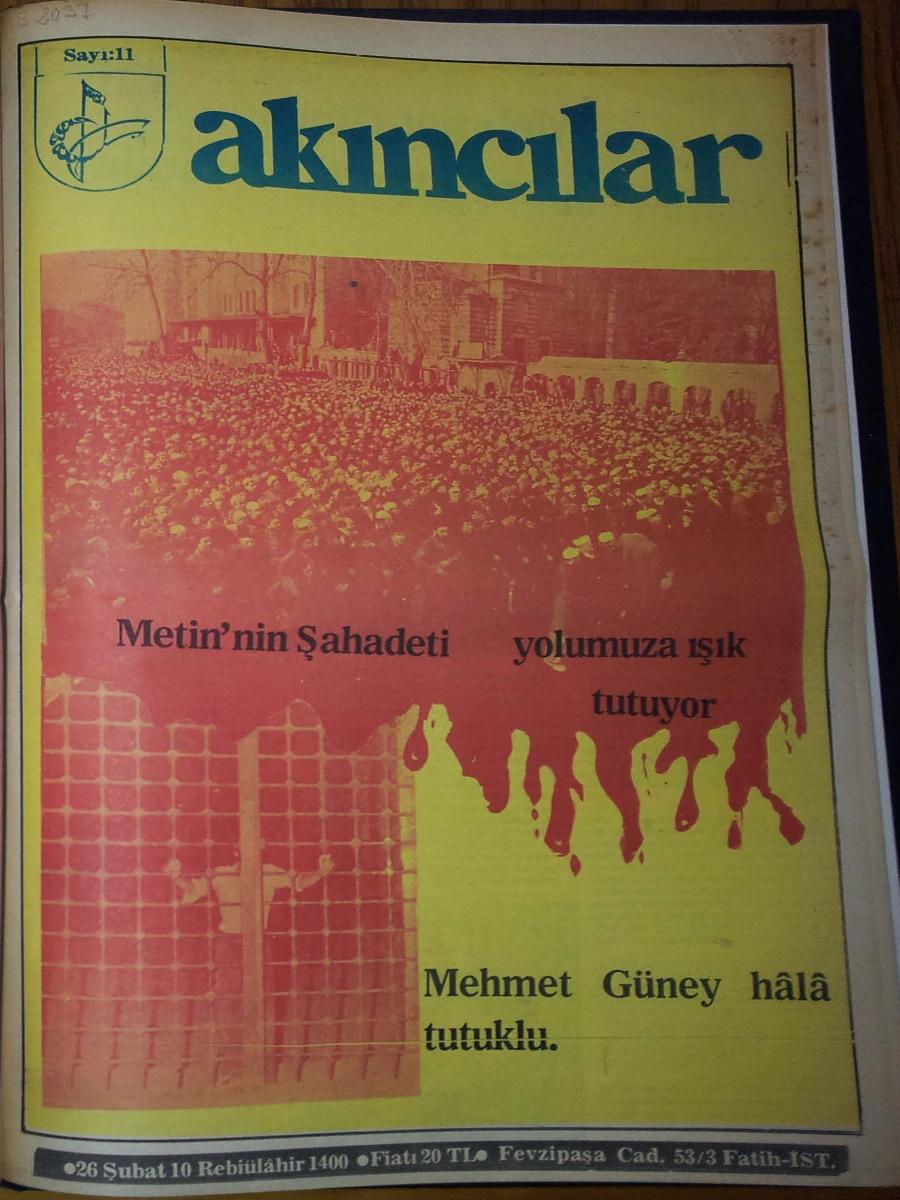 B 2037
Sayı:11
akıncılar
Metin'nin Şahadeti yolumuza ışık
tutuyor
Mehmet Güney hâlâ
tutuklu.
●26 Şubat 10 Rebiülâhir 1400 ●Fiatı 20 TL● Fevzipaşa Cad. 53/3 Fatih-İST.